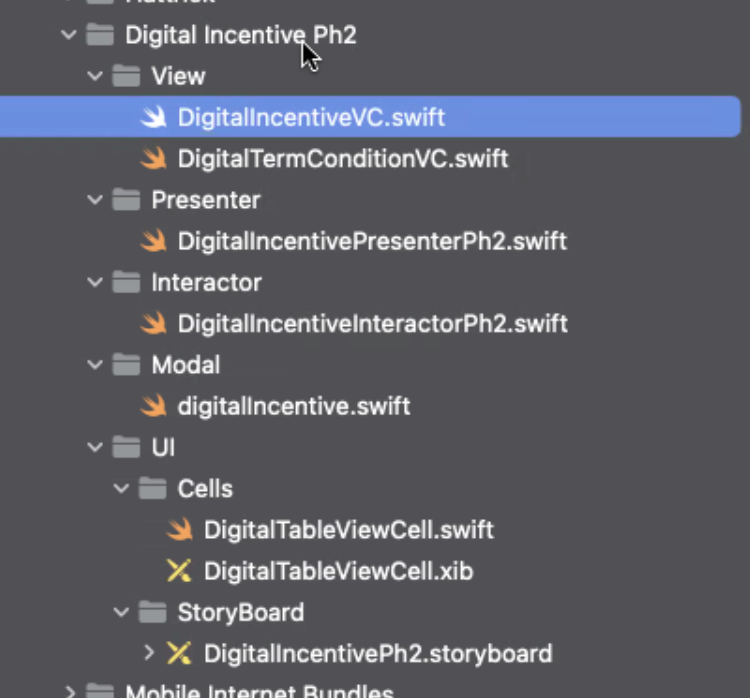 Digital Incentive Ph2
View
DigitalIncentiveVC.swift
DigitalTermConditionVC.swift
Presenter
DigitalIncentivePresenterPh2.swift
Interactor
DigitalIncentiveInteractorPh2.swift
Modal
digitalIncentive.swift
UI
Cells
DigitalTableViewCell.swift
DigitalTableViewCell.xib
StoryBoard
DigitalIncentivePh2.storyboard
Mobile Internet Bundles